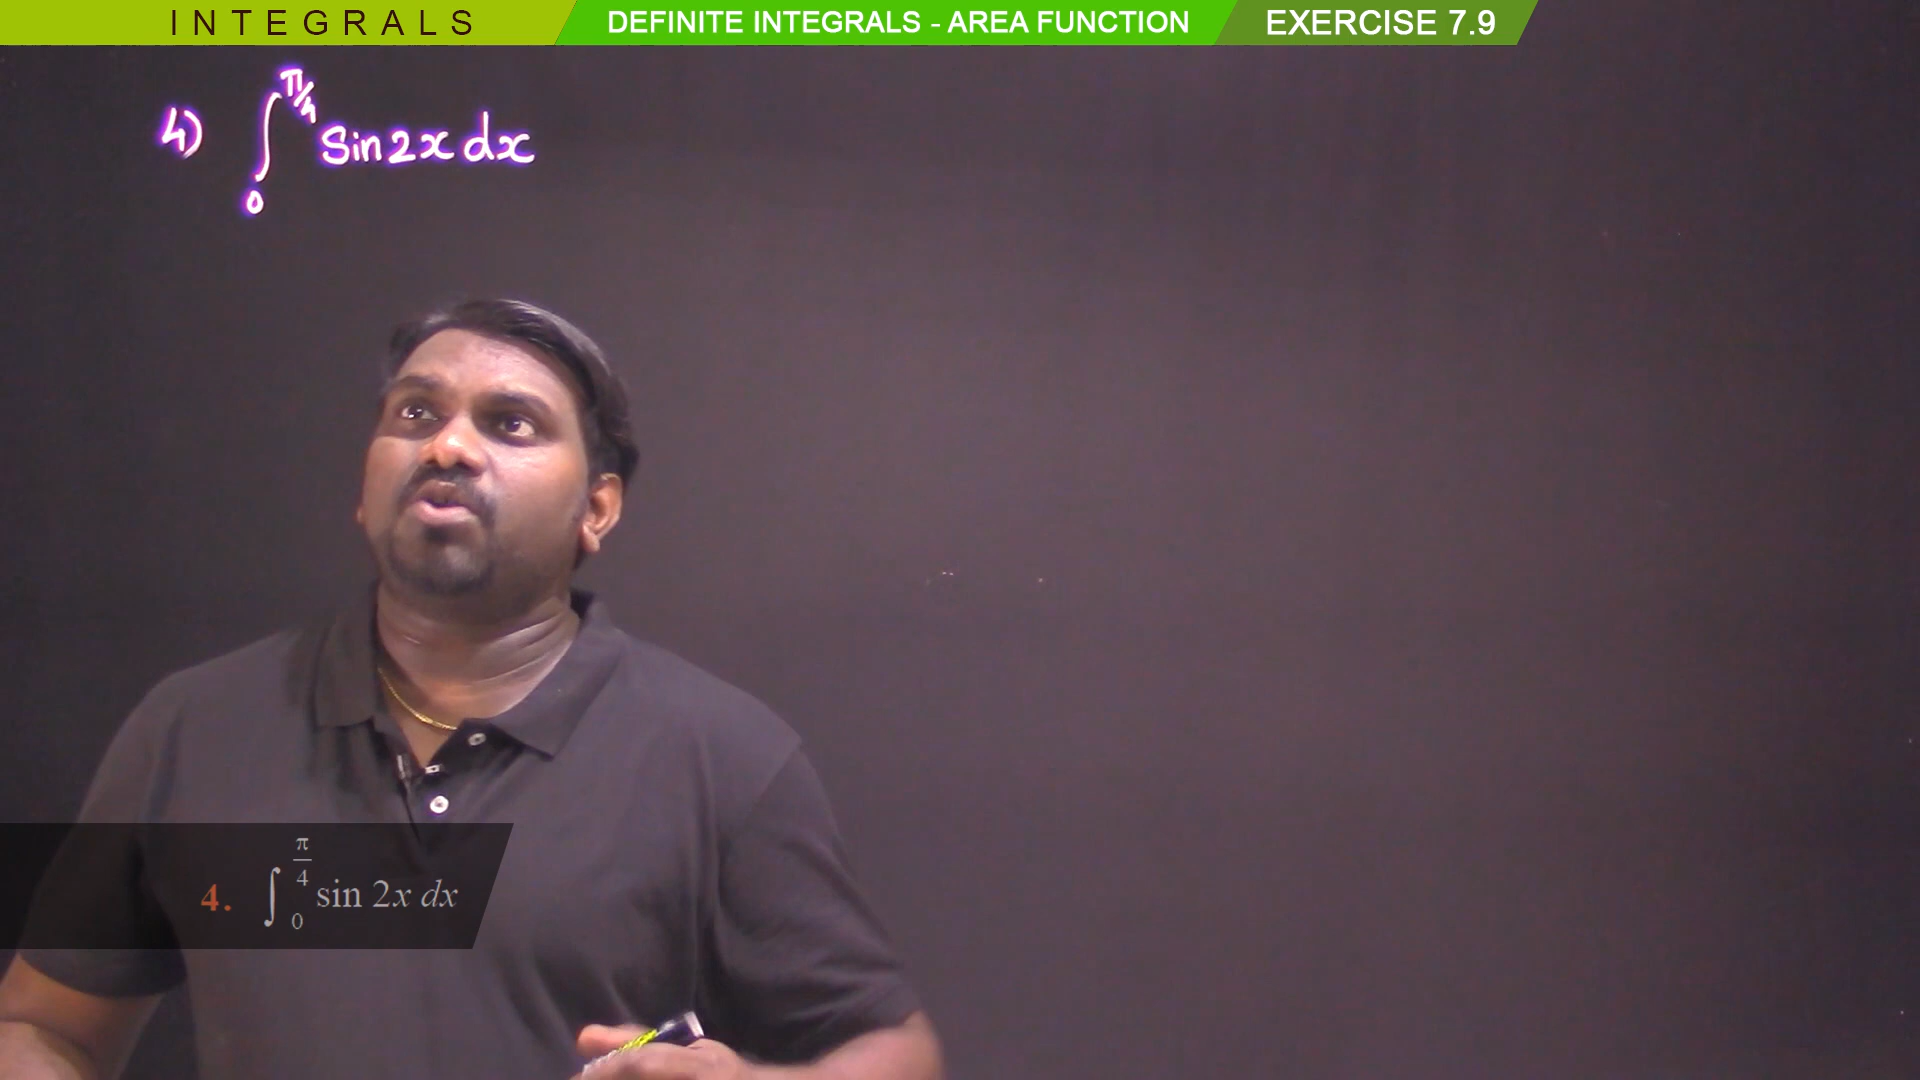 INTEGRALS DEFINITE INTEGRALS - AREA FUNCTION EXERCISE 7.9
4) ∫₀^π/4 Sin2x dx
4. ∫₀^π/4 sin 2x dx